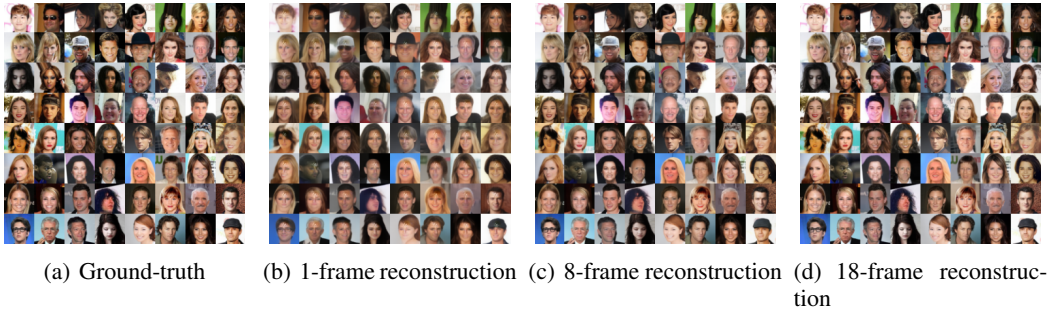 (a) Ground-truth
(b) 1-frame reconstruction
(c) 8-frame reconstruction
(d) 18-frame reconstruc-
tion